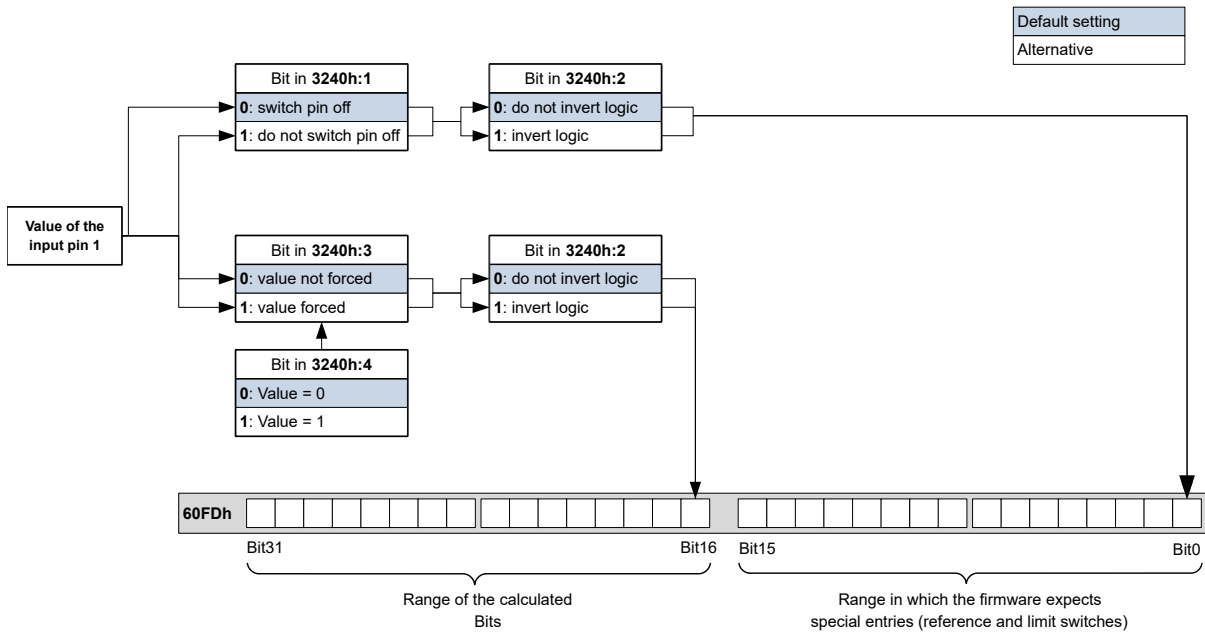 Default setting
Alternative
Bit in 3240h:1
0: switch pin off
1: do not switch pin off
Bit in 3240h:2
0: do not invert logic
1: invert logic
Value of the
input pin 1
Bit in 3240h:3
0: value not forced
1: value forced
Bit in 3240h:2
0: do not invert logic
1: invert logic
Bit in 3240h:4
0: Value = 0
1: Value = 1
60FDh
Bit31
Bit16
Bit15
Bit0
Range of the calculated
Bits
Range in which the firmware expects
special entries (reference and limit switches)